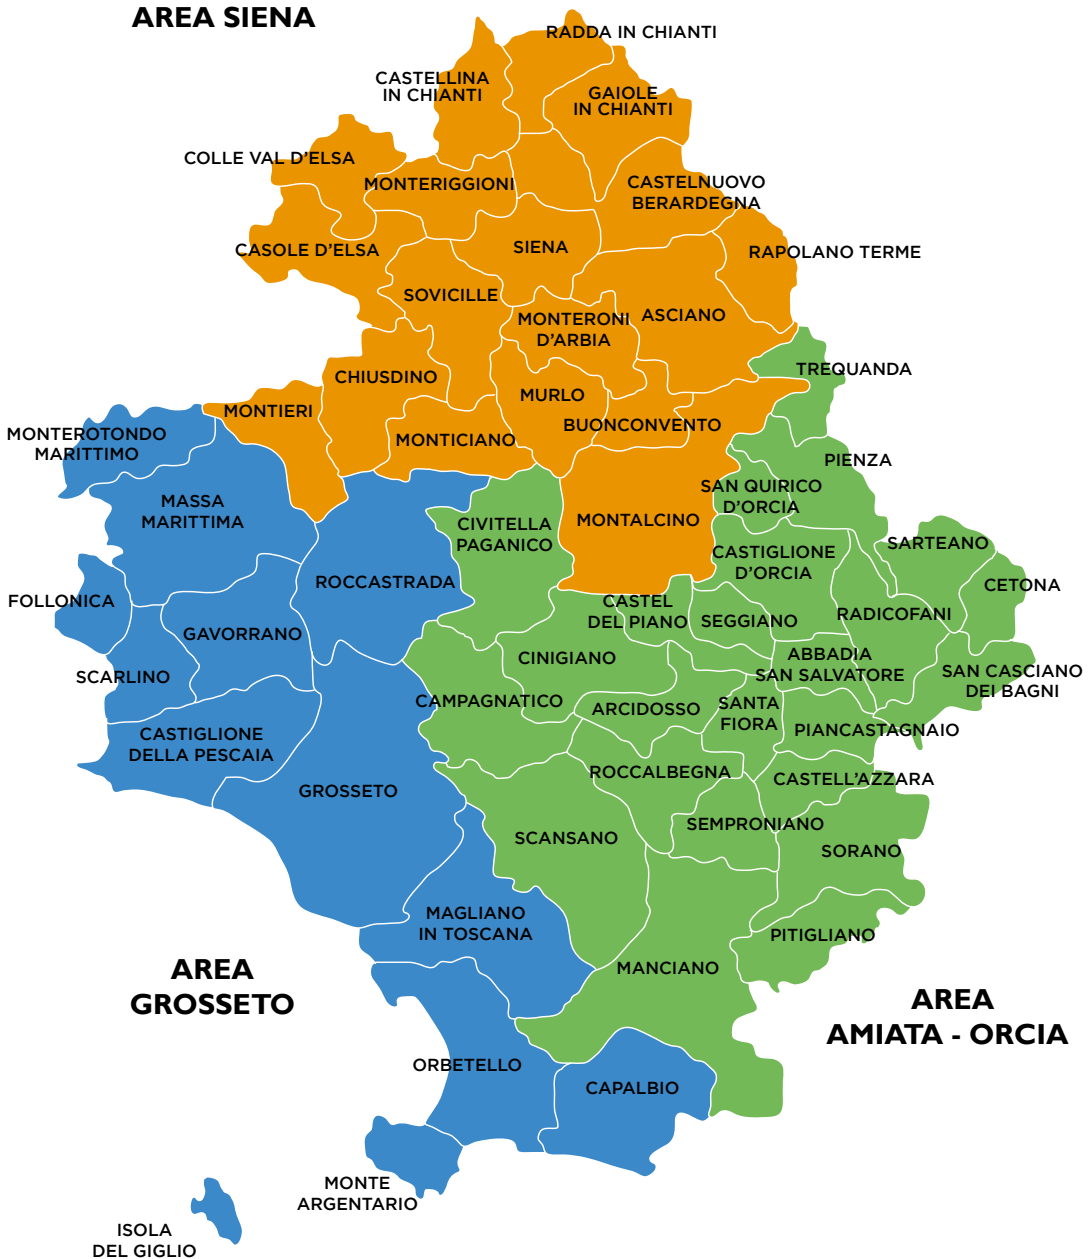 AREA SIENA
RADDA IN CHIANTI
CASTELLINA
IN CHIANTI
GAIOLE
IN CHIANTI
COLLE VAL D’ELSA
MONTERIGGIONI
CASTELNUOVO
BERARDEGNA
CASOLE D’ELSA
SIENA
RAPOLANO TERME
SOVICILLE
MONTERONI
D’ARBIA
ASCIANO
TREQUANDA
CHIUSDINO
MURLO
MONTIERI
BUONCONVENTO
MONTICIANO
MONTEROTONDO
MARITTIMO
PIENZA
SAN QUIRICO
D’ORCIA
MASSA
MARITTIMA
CIVITELLA
PAGANICO
MONTALCINO
SARTEANO
CASTIGLIONE
D’ORCIA
CETONA
ROCCASTRADA
FOLLONICA
CASTEL
DEL PIANO
SEGGIANO
RADICOFANI
GAVORRANO
CINIGIANO
ABBADIA
SAN SALVATORE
SCARLINO
SAN CASCIANO
DEI BAGNI
CAMPAGNATICO
ARCIDOSSO
SANTA
FIORA
PIANCASTAGNAIO
CASTIGLIONE
DELLA PESCAIA
ROCCALBEGNA
CASTELL’AZZARA
GROSSETO
SEMPRONIANO
SCANSANO
SORANO
MAGLIANO
IN TOSCANA
PITIGLIANO
MANCIANO
AREA
GROSSETO
AREA
AMIATA - ORCIA
ORBETELLO
CAPALBIO
MONTE
ARGENTARIO
ISOLA
DEL GIGLIO